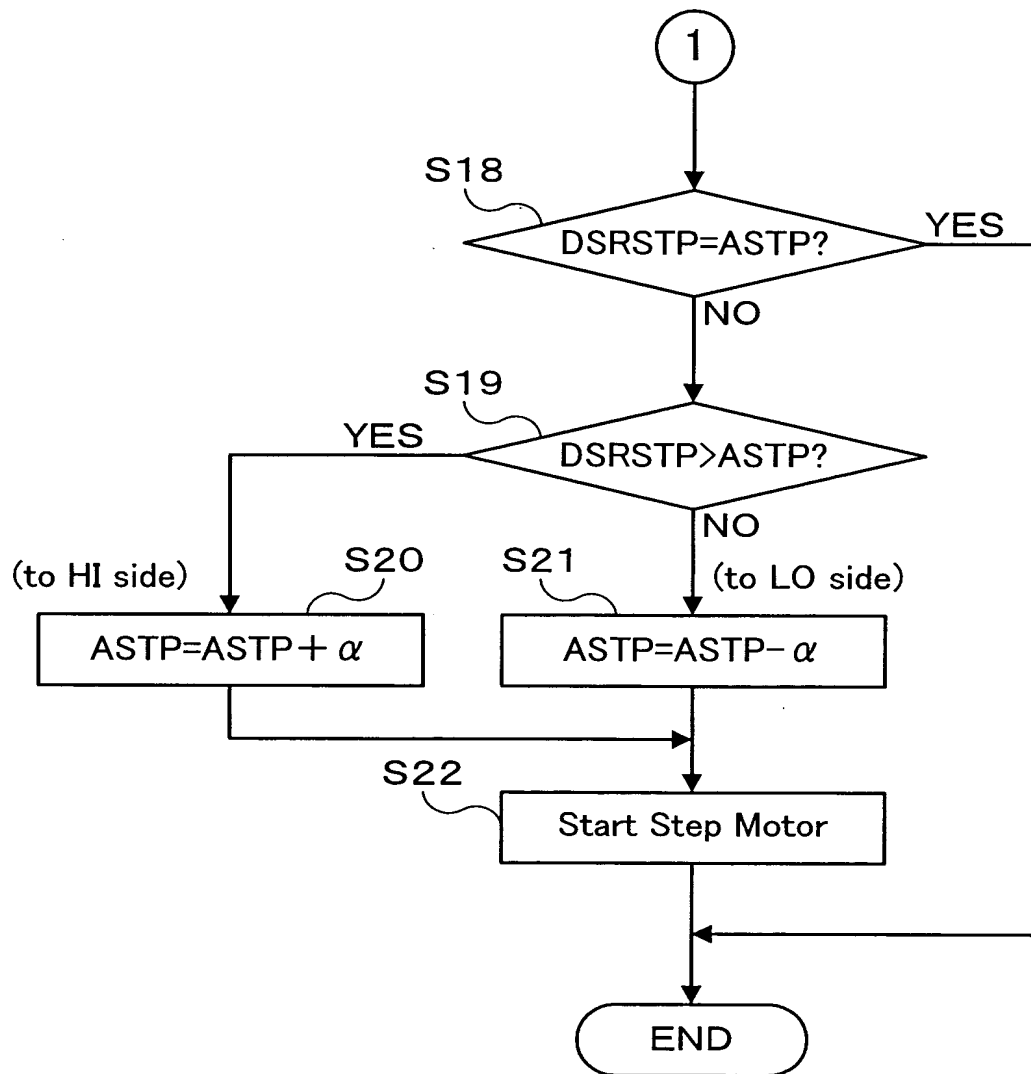 1
S18
DSRSTP=ASTP?
YES
NO
S19
YES
DSRSTP>ASTP?
NO
(to HI side)
S20
S21
(to LO side)
ASTP=ASTP+α
ASTP=ASTP-α
S22
Start Step Motor
END